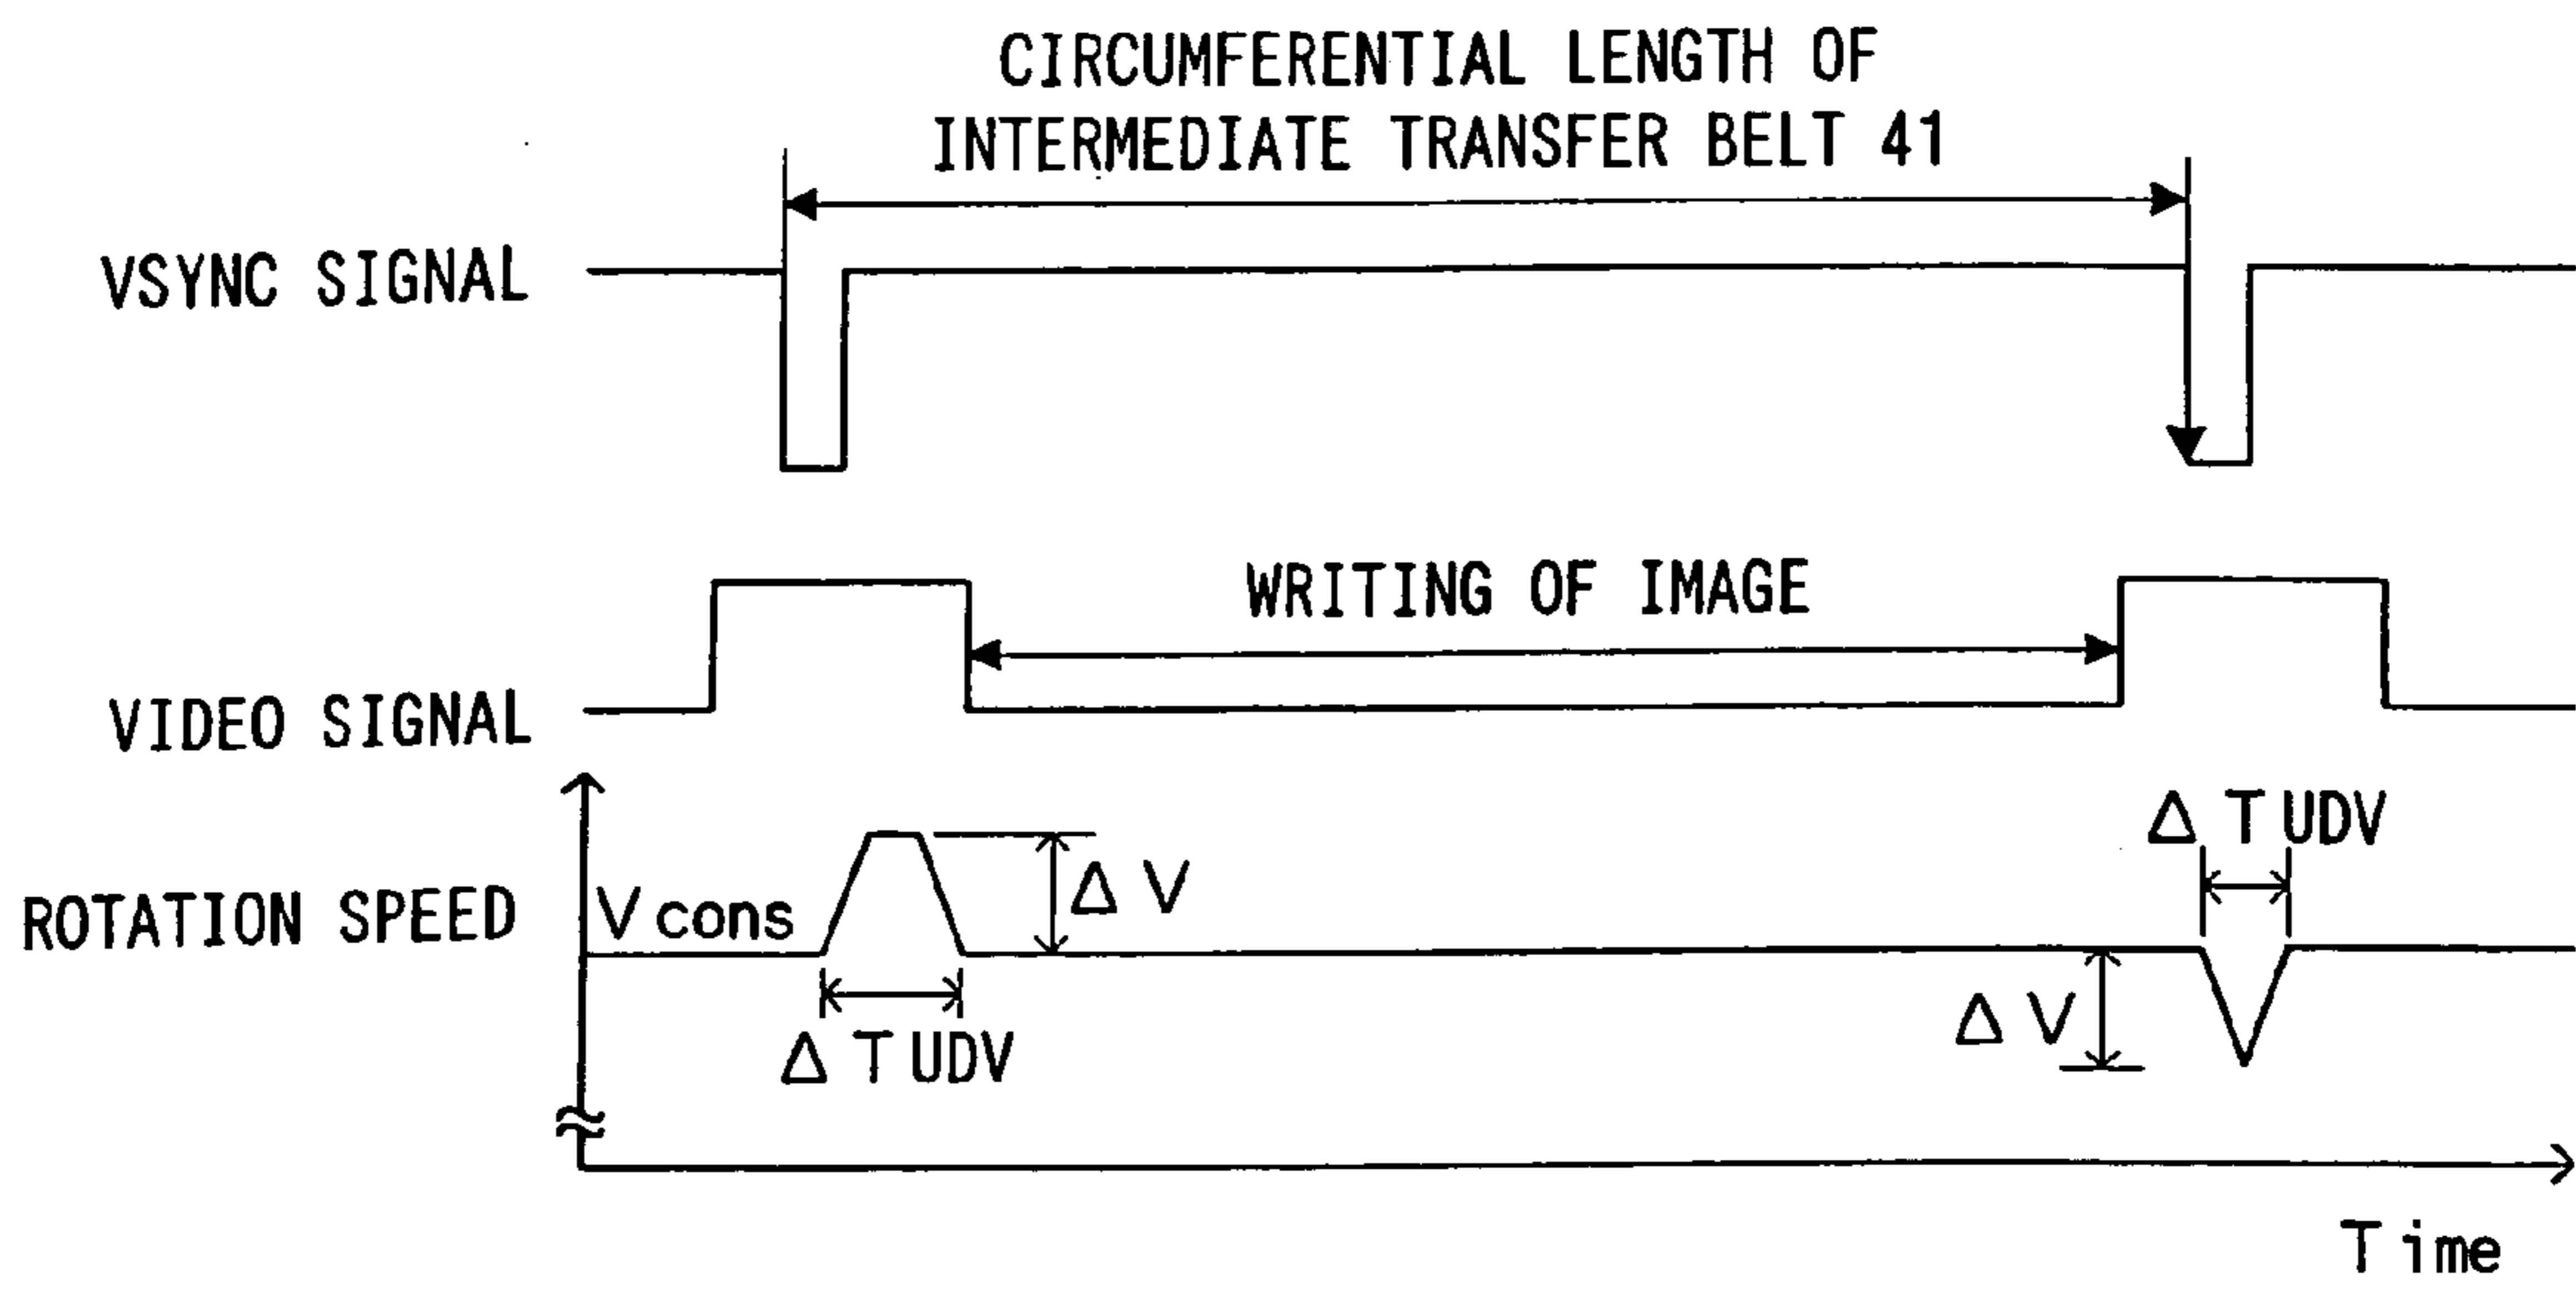 CIRCUMFERENTIAL LENGTH OF
INTERMEDIATE TRANSFER BELT 41
VSYNC SIGNAL
WRITING OF IMAGE
VIDEO SIGNAL
Δ T UDV
ROTATION SPEED
V cons
Δ V
Δ V
Δ T UDV
Time